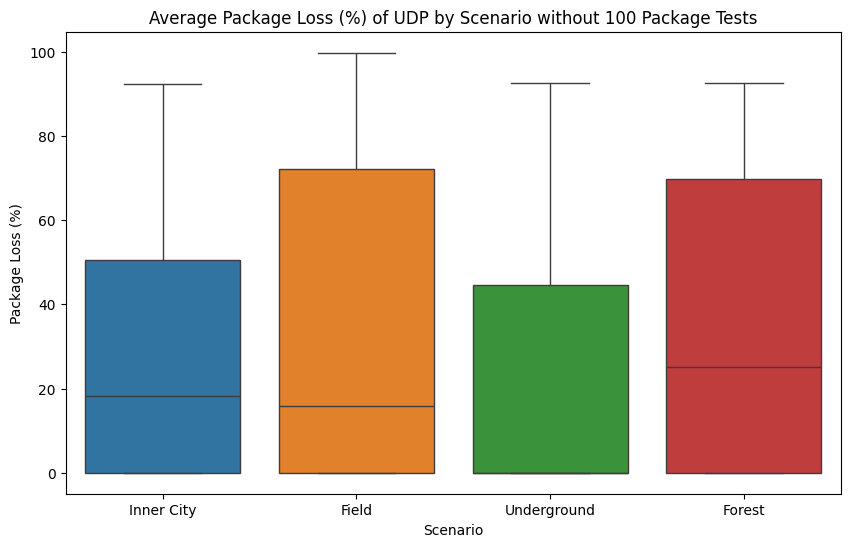 Average Package Loss (%) of UDP by Scenario without 100 Package Tests
100
80
60
40
20
0
Package Loss (%)
Inner City
Field
Underground
Forest
Scenario